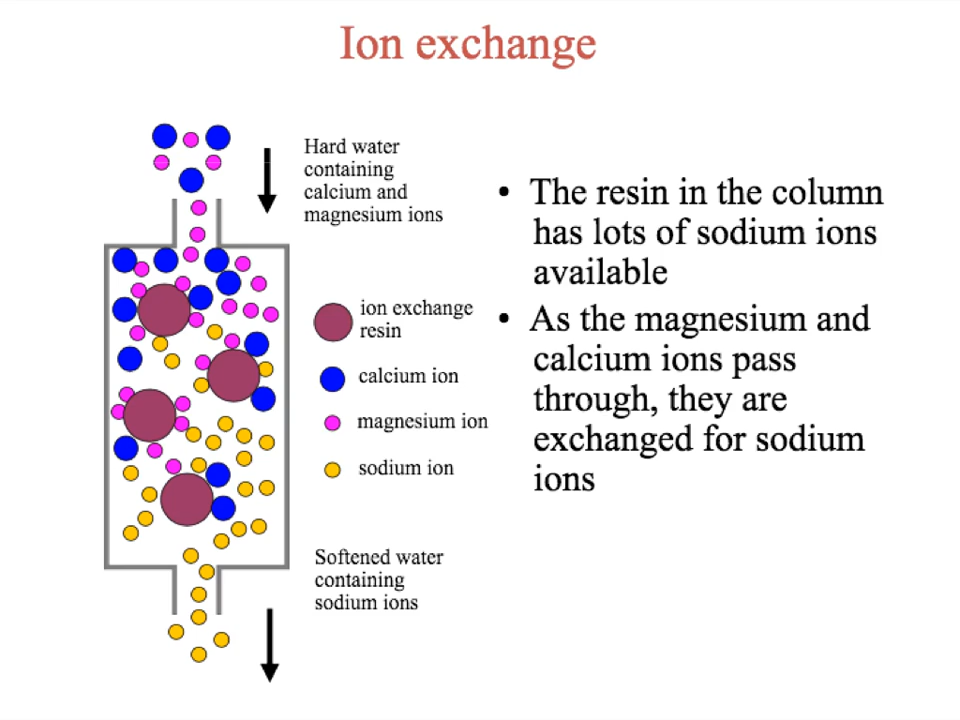 Ion exchange
Hard water
containing
calcium and
magnesium ions
ion exchange
resin
calcium ion
magnesium ion
sodium ion
Softened water
containing
sodium ions
• The resin in the column
has lots of sodium ions
available
• As the magnesium and
calcium ions pass
through, they are
exchanged for sodium
ions